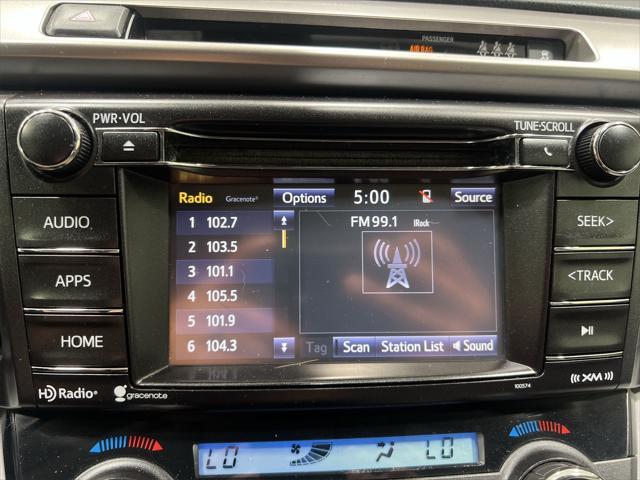 PASSENGER
AIR BAG
PWR·VOL
TUNE·SCROLL
AUDIO
APPS
HOME
Radio Gracenote® Options 5:00 Source
1 102.7
2 103.5
3 101.1
4 105.5
5 101.9
6 104.3
FM 99.1 IRock
Tag Scan Station List Sound
SEEK>
<TRACK
HD Radio®
gracenote
100574
((XM))
LO
LO